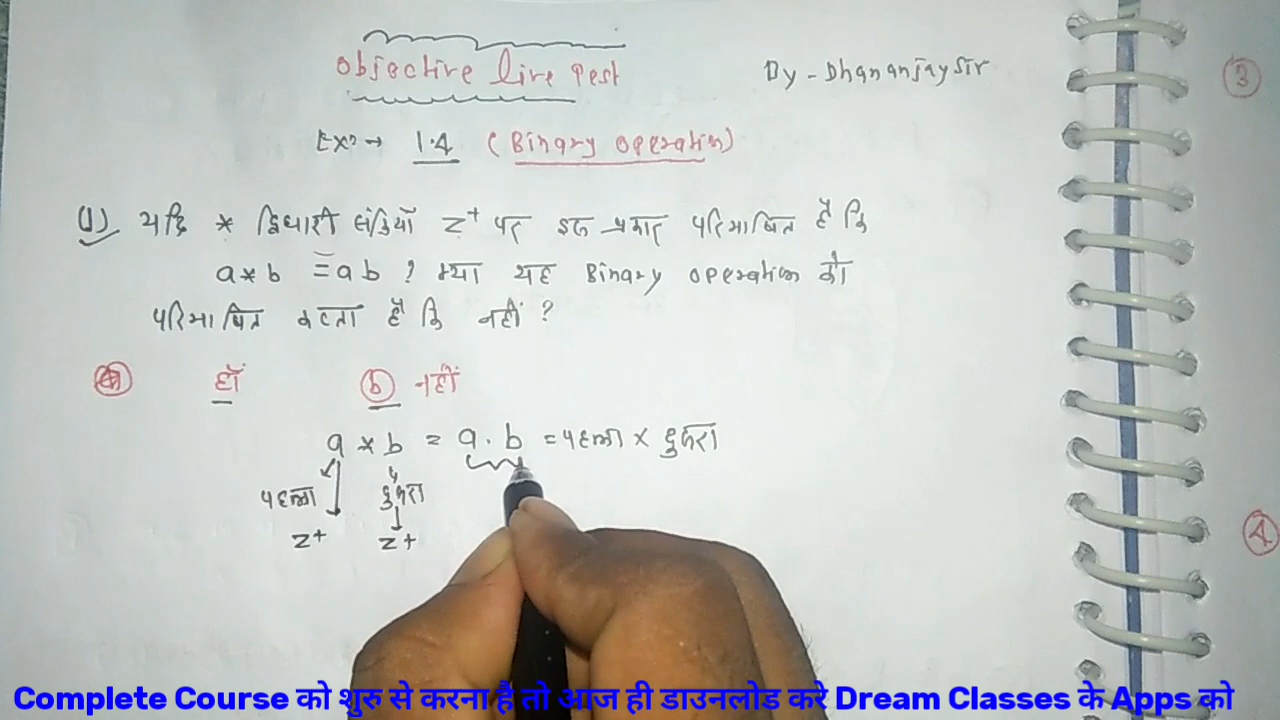 Objective live Test
By - Dhananjay Sir
3
Ex? → 1.4 (Binary operation)
(1) यदि * द्विधारी संक्रिया Z+ पर इस प्रकार परिभाषित है कि
a * b = ab ? क्या यह Binary operation को
परिभाषित करता है कि नहीं ?
हाँ (b) नहीं
a * b = a . b = पहला × दुसरा
पहला दुसरा
Z+ Z+
4
Complete Course को शुरु से करना है तो आज ही डाउनलोड करे Dream Classes के Apps को